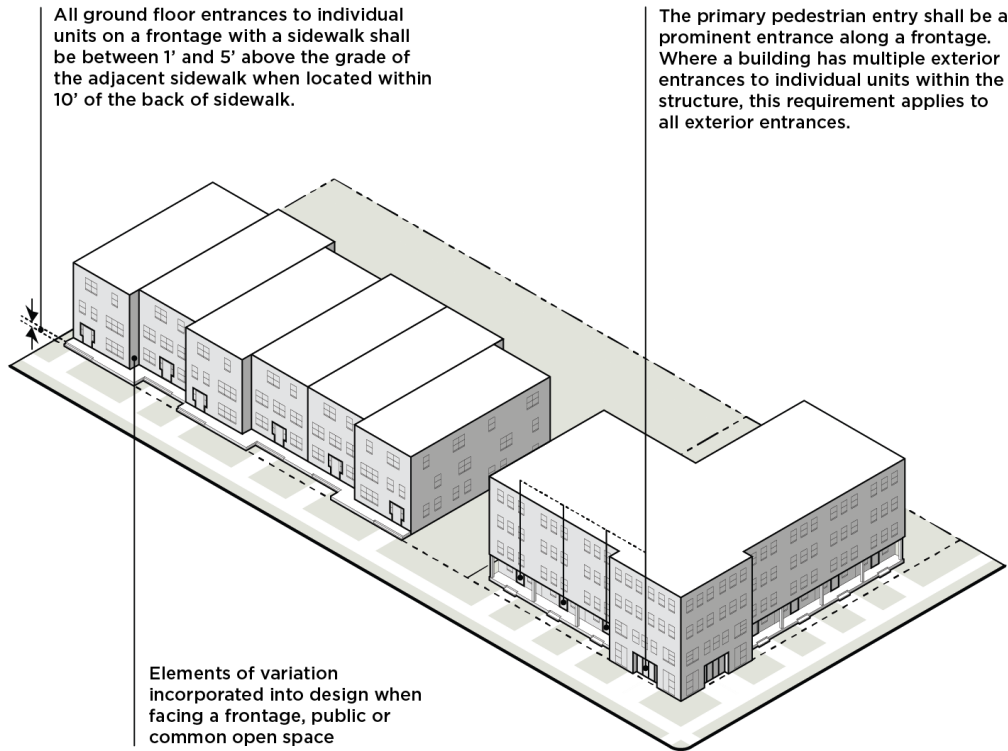 All ground floor entrances to individual
units on a frontage with a sidewalk shall
be between 1’ and 5’ above the grade of
the adjacent sidewalk when located within
10’ of the back of sidewalk.
The primary pedestrian entry shall be a
prominent entrance along a frontage.
Where a building has multiple exterior
entrances to individual units within the
structure, this requirement applies to
all exterior entrances.
Elements of variation
incorporated into design when
facing a frontage, public or
common open space